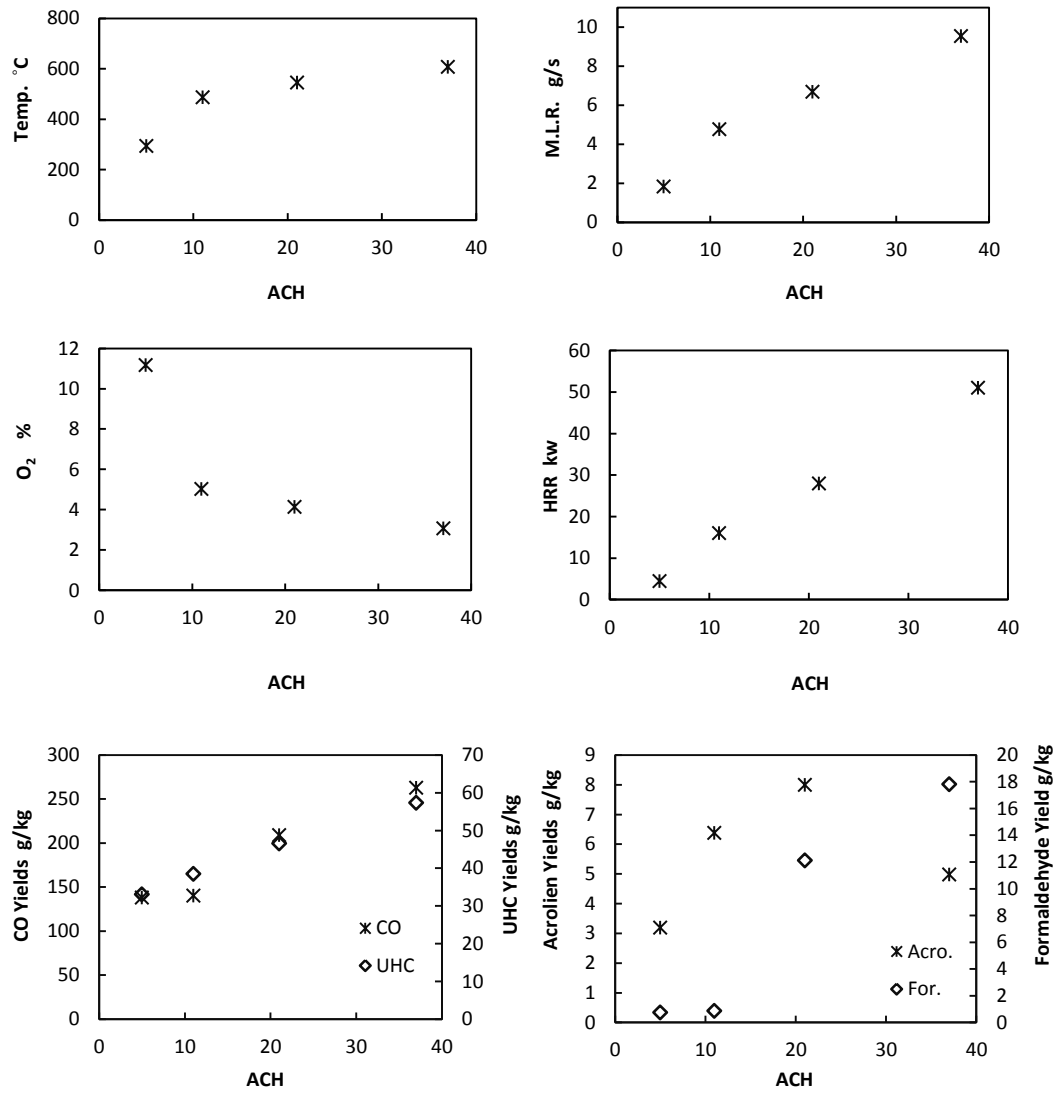 Temp. °C
800
600
400
200
0
0 10 20 30 40
ACH
M.L.R. g/s
10
8
6
4
2
0
0 10 20 30 40
ACH
O₂ %
12
10
8
6
4
2
0
0 10 20 30 40
ACH
HRR kw
60
50
40
30
20
10
0
0 10 20 30 40
ACH
CO Yields g/kg
300
250
200
150
100
50
0
0 10 20 30 40
ACH
CO
UHC
70
60
50
40
30
20
10
0
UHC Yields g/kg
Acrolien Yields g/kg
9
8
7
6
5
4
3
2
1
0
0 10 20 30 40
ACH
Acro.
For.
20
18
16
14
12
10
8
6
4
2
0
Formaldehyde Yield g/kg